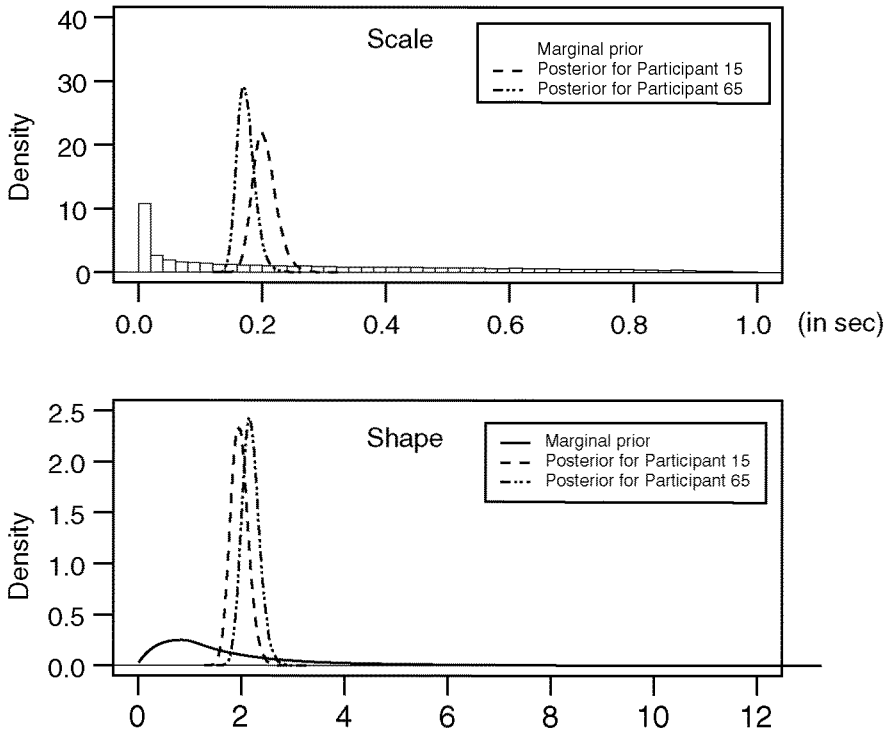 Scale
Marginal prior
Posterior for Participant 15
Posterior for Participant 65
Density
40
30
20
10
0
0.0 0.2 0.4 0.6 0.8 1.0 (in sec)
Shape
Marginal prior
Posterior for Participant 15
Posterior for Participant 65
Density
2.5
2.0
1.5
1.0
0.5
0.0
0 2 4 6 8 10 12